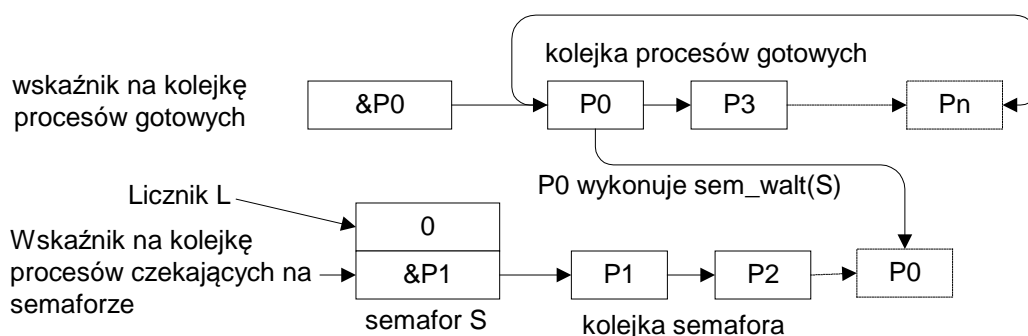 kolejka procesów gotowych
wskaźnik na kolejkę
procesów gotowych
&P0
P0
P3
Pn
P0 wykonuje sem_walt(S)
Licznik L
0
Wskaźnik na kolejkę
procesów czekających na
semaforze
&P1
P1
P2
P0
semafor S
kolejka semafora